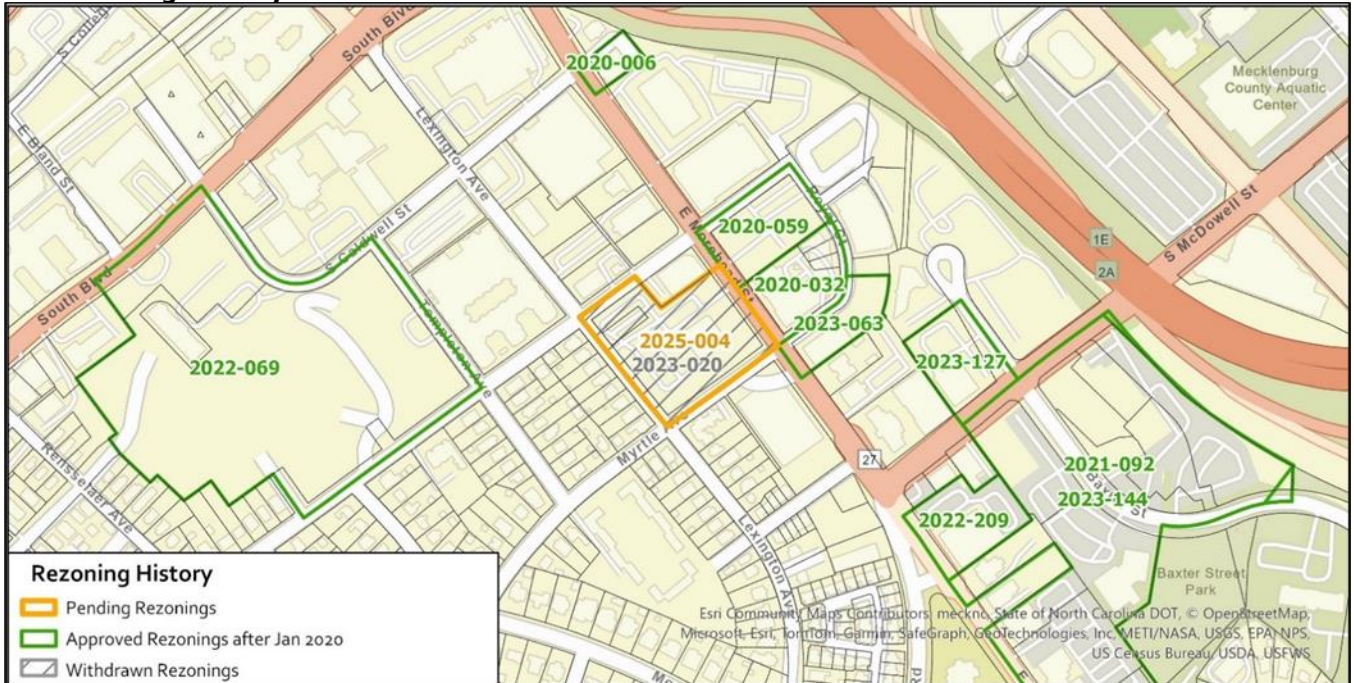 S College
South Blvd
2020-006
Mecklenburg
County Aquatic
Center
E Bland St
Lexington Ave
S McDowell St
1E
2A
S Caldwell St
E Morehead St
Royal Ct
2020-059
2020-032
2023-063
South Blvd
2025-004
2023-020
2023-127
2022-069
Templeton Ave
Myrtle Ave
27
2021-092
2023-144
Baxter St
2022-209
Rensselaer Ave
Lexington Ave
Baxter Street
Park
Rezoning History
Pending Rezonings
Approved Rezonings after Jan 2020
Withdrawn Rezonings
Esri Community Maps Contributors, mecknc, State of North Carolina DOT, © OpenStreetMap,
Microsoft, Esri, TomTom, Garmin, SafeGraph, GeoTechnologies, Inc, METI/NASA, USGS, EPA, NPS,
US Census Bureau, USDA, USFWS